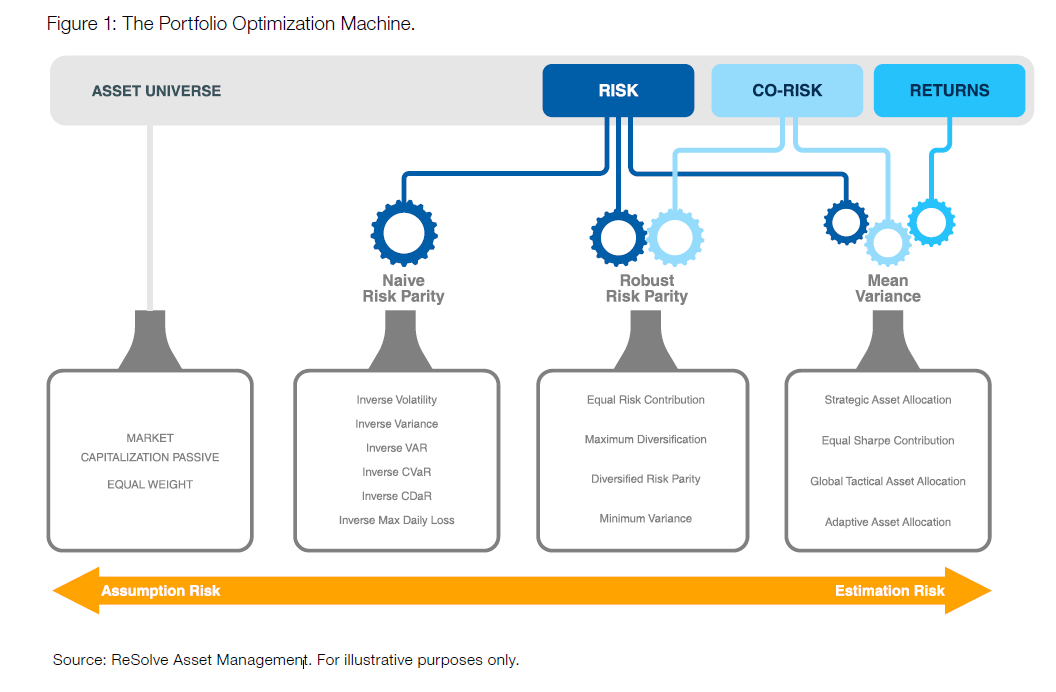 Figure 1: The Portfolio Optimization Machine.
ASSET UNIVERSE
RISK
CO-RISK
RETURNS
Naive
Risk Parity
Robust
Risk Parity
Mean
Variance
MARKET
CAPITALIZATION PASSIVE
EQUAL WEIGHT
Inverse Volatility
Inverse Variance
Inverse VAR
Inverse CVaR
Inverse CDaR
Inverse Max Daily Loss
Equal Risk Contribution
Maximum Diversification
Diversified Risk Parity
Minimum Variance
Strategic Asset Allocation
Equal Sharpe Contribution
Global Tactical Asset Allocation
Adaptive Asset Allocation
Assumption Risk
Estimation Risk
Source: ReSolve Asset Management. For illustrative purposes only.